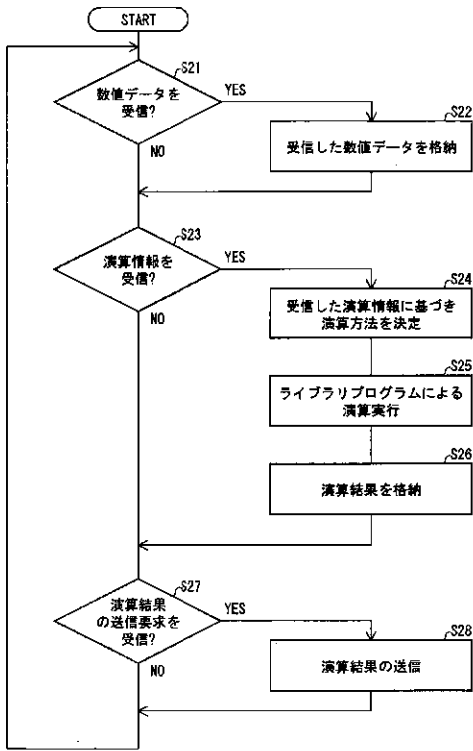 START
S21
数値データを
受信?
YES
NO
S22
受信した数値データを格納
S23
演算情報を
受信?
YES
NO
S24
受信した演算情報に基づき
演算方法を決定
S25
ライブラリプログラムによる
演算実行
S26
演算結果を格納
S27
演算結果
の送信要求を
受信?
YES
NO
S28
演算結果の送信